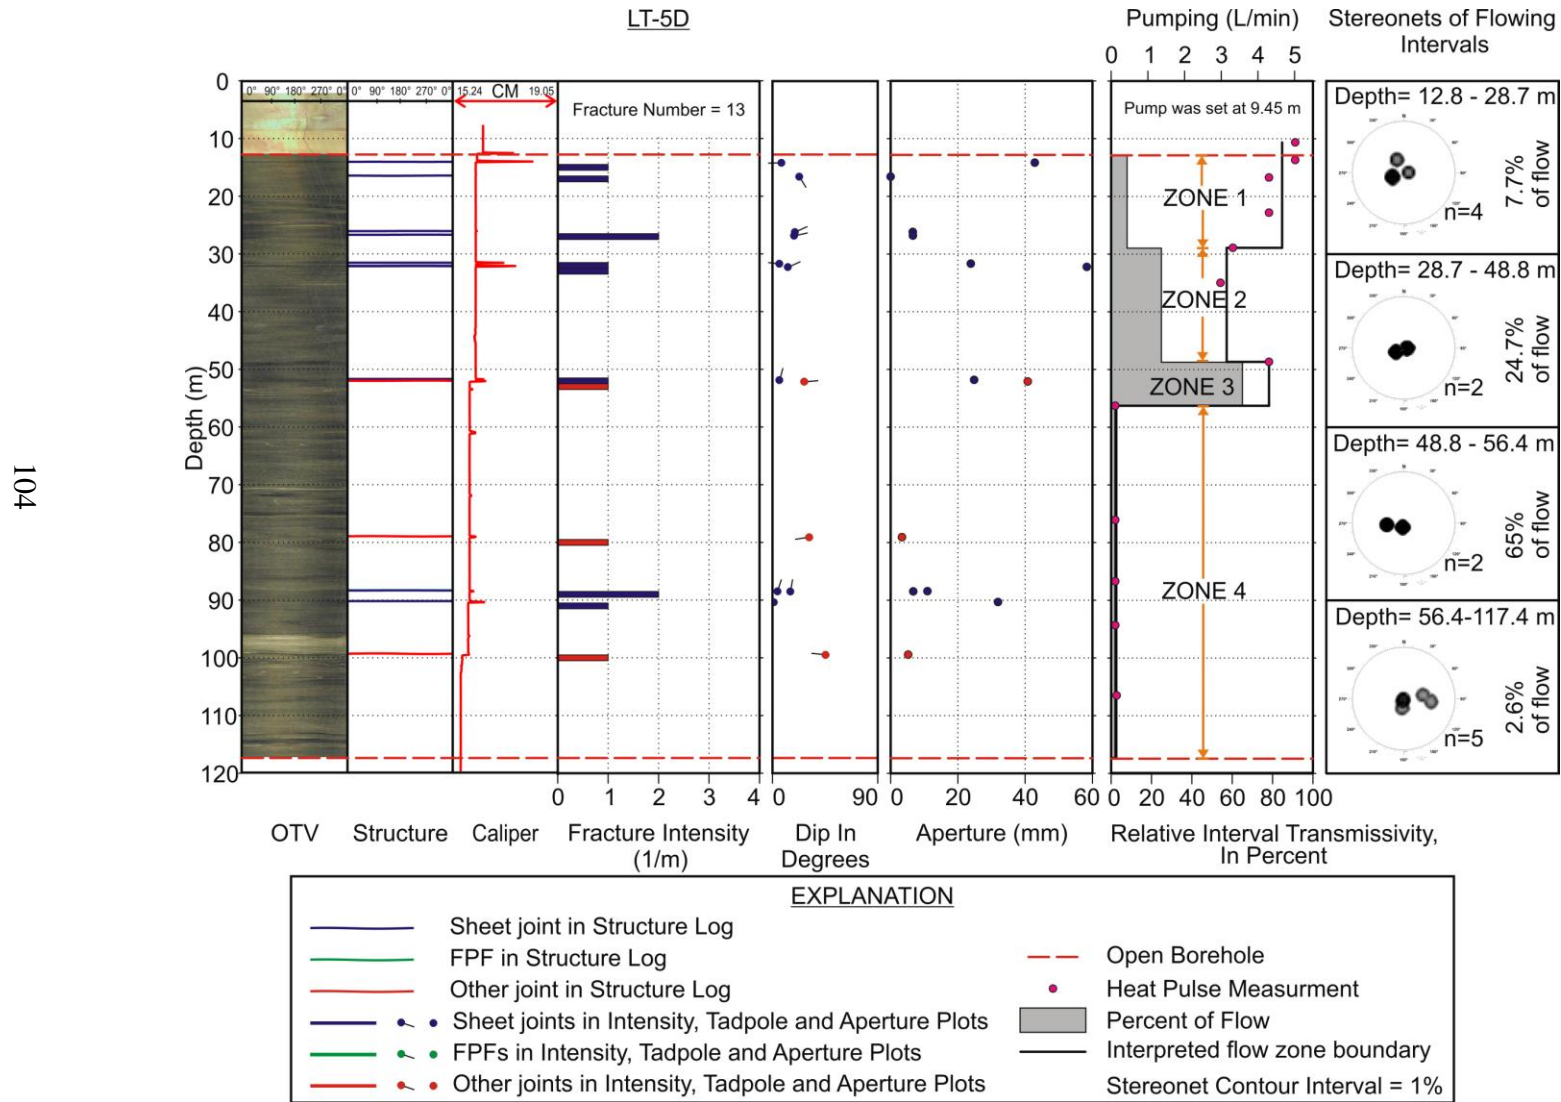 LT-5D
Pumping (L/min)
Stereonets of Flowing
Intervals
0 1 2 3 4 5
0° 90° 180° 270° 0°
0° 90° 180° 270° 0°
15.24 CM 19.05
Fracture Number = 13
Pump was set at 9.45 m
0
10
20
30
40
50
60
70
80
90
100
110
120
Depth (m)
104
ZONE 1
ZONE 2
ZONE 3
ZONE 4
Depth= 12.8 - 28.7 m
n=4
7.7%
of flow
Depth= 28.7 - 48.8 m
n=2
24.7%
of flow
Depth= 48.8 - 56.4 m
n=2
65%
of flow
Depth= 56.4-117.4 m
n=5
2.6%
of flow
0 1 2 3 4
0 90
0 20 40 60
0 20 40 60 80 100
OTV
Structure
Caliper
Fracture Intensity
(1/m)
Dip In
Degrees
Aperture (mm)
Relative Interval Transmissivity,
In Percent
EXPLANATION
Sheet joint in Structure Log
FPF in Structure Log
Other joint in Structure Log
Sheet joints in Intensity, Tadpole and Aperture Plots
FPFs in Intensity, Tadpole and Aperture Plots
Other joints in Intensity, Tadpole and Aperture Plots
Open Borehole
Heat Pulse Measurment
Percent of Flow
Interpreted flow zone boundary
Stereonet Contour Interval = 1%